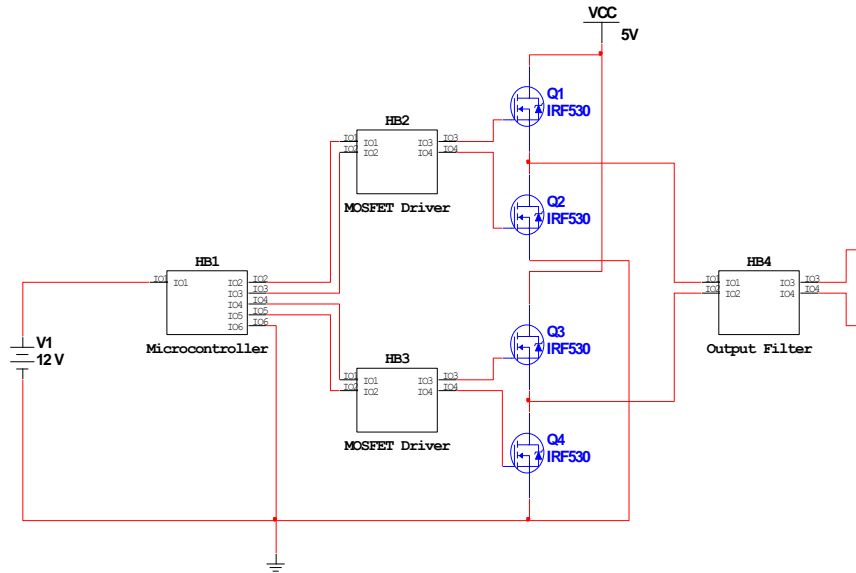 VCC
5V
Q1
IRF530
HB2
IO1 IO1 IO3 IO3
IO2 IO2 IO4 IO4
MOSFET Driver
Q2
IRF530
HB1
IO1 IO1 IO2 IO2
IO3 IO3
IO4 IO4
IO5 IO5
IO6 IO6
Microcontroller
HB4
IO1 IO1 IO3 IO3
IO2 IO2 IO4 IO4
Output Filter
V1
12 V
Q3
IRF530
HB3
IO1 IO1 IO3 IO3
IO2 IO2 IO4 IO4
MOSFET Driver
Q4
IRF530